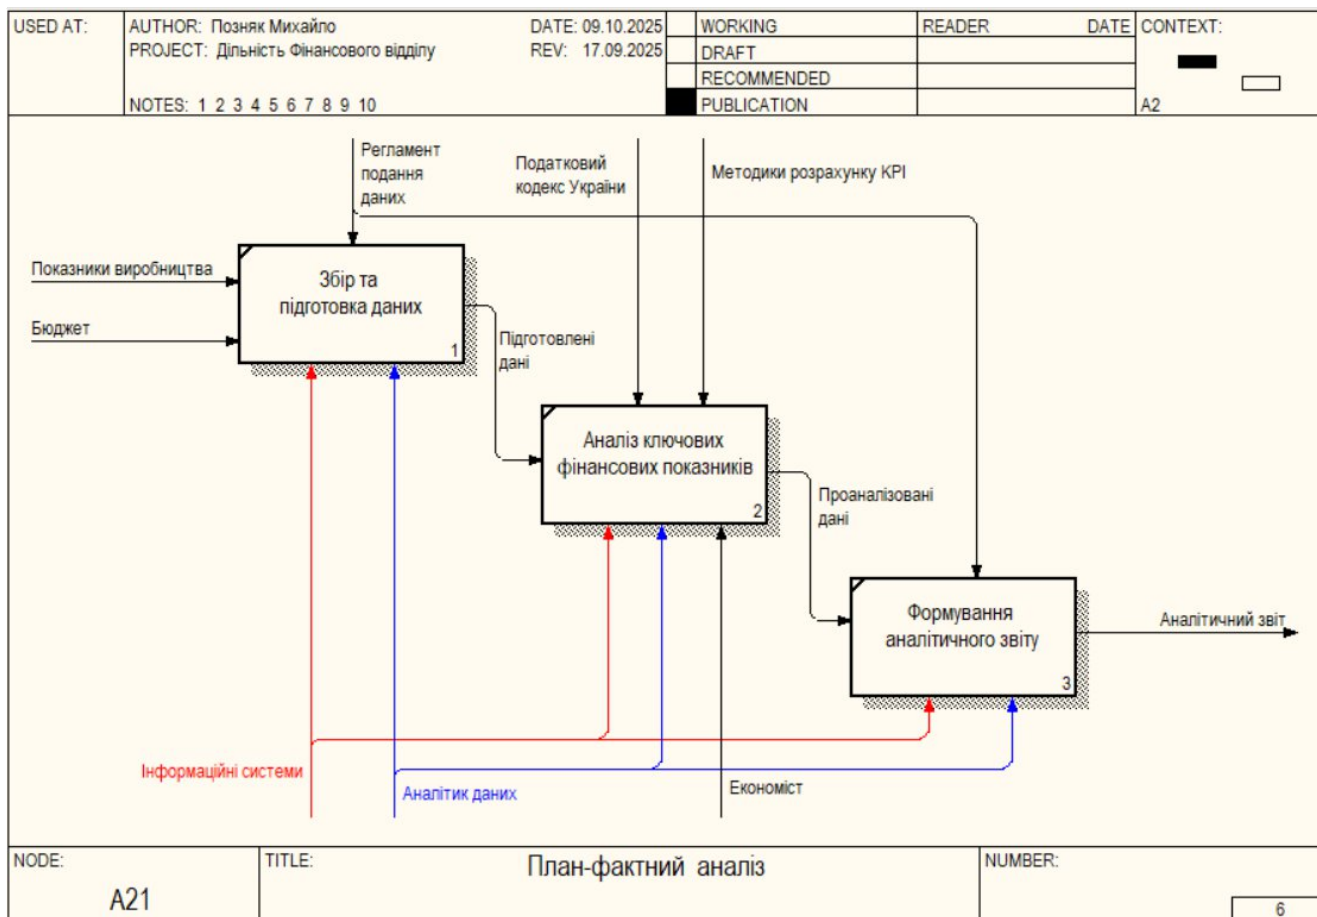 USED AT:
AUTHOR: Позняк Михайло
DATE: 09.10.2025
PROJECT: Дільність Фінансового відділу
REV: 17.09.2025
NOTES: 1 2 3 4 5 6 7 8 9 10
WORKING
DRAFT
RECOMMENDED
PUBLICATION
READER
DATE
CONTEXT:
A2
Регламент
подання
даних
Податковий
кодекс України
Методики розрахунку KPI
Показники виробництва
Бюджет
Збір та
підготовка даних
1
Підготовлені
дані
Аналіз ключових
фінансових показників
2
Проаналізовані
дані
Формування
аналітичного звіту
3
Аналітичний звіт
Інформаційні системи
Аналітик даних
Економіст
NODE:
A21
TITLE:
План-фактний аналіз
NUMBER:
6